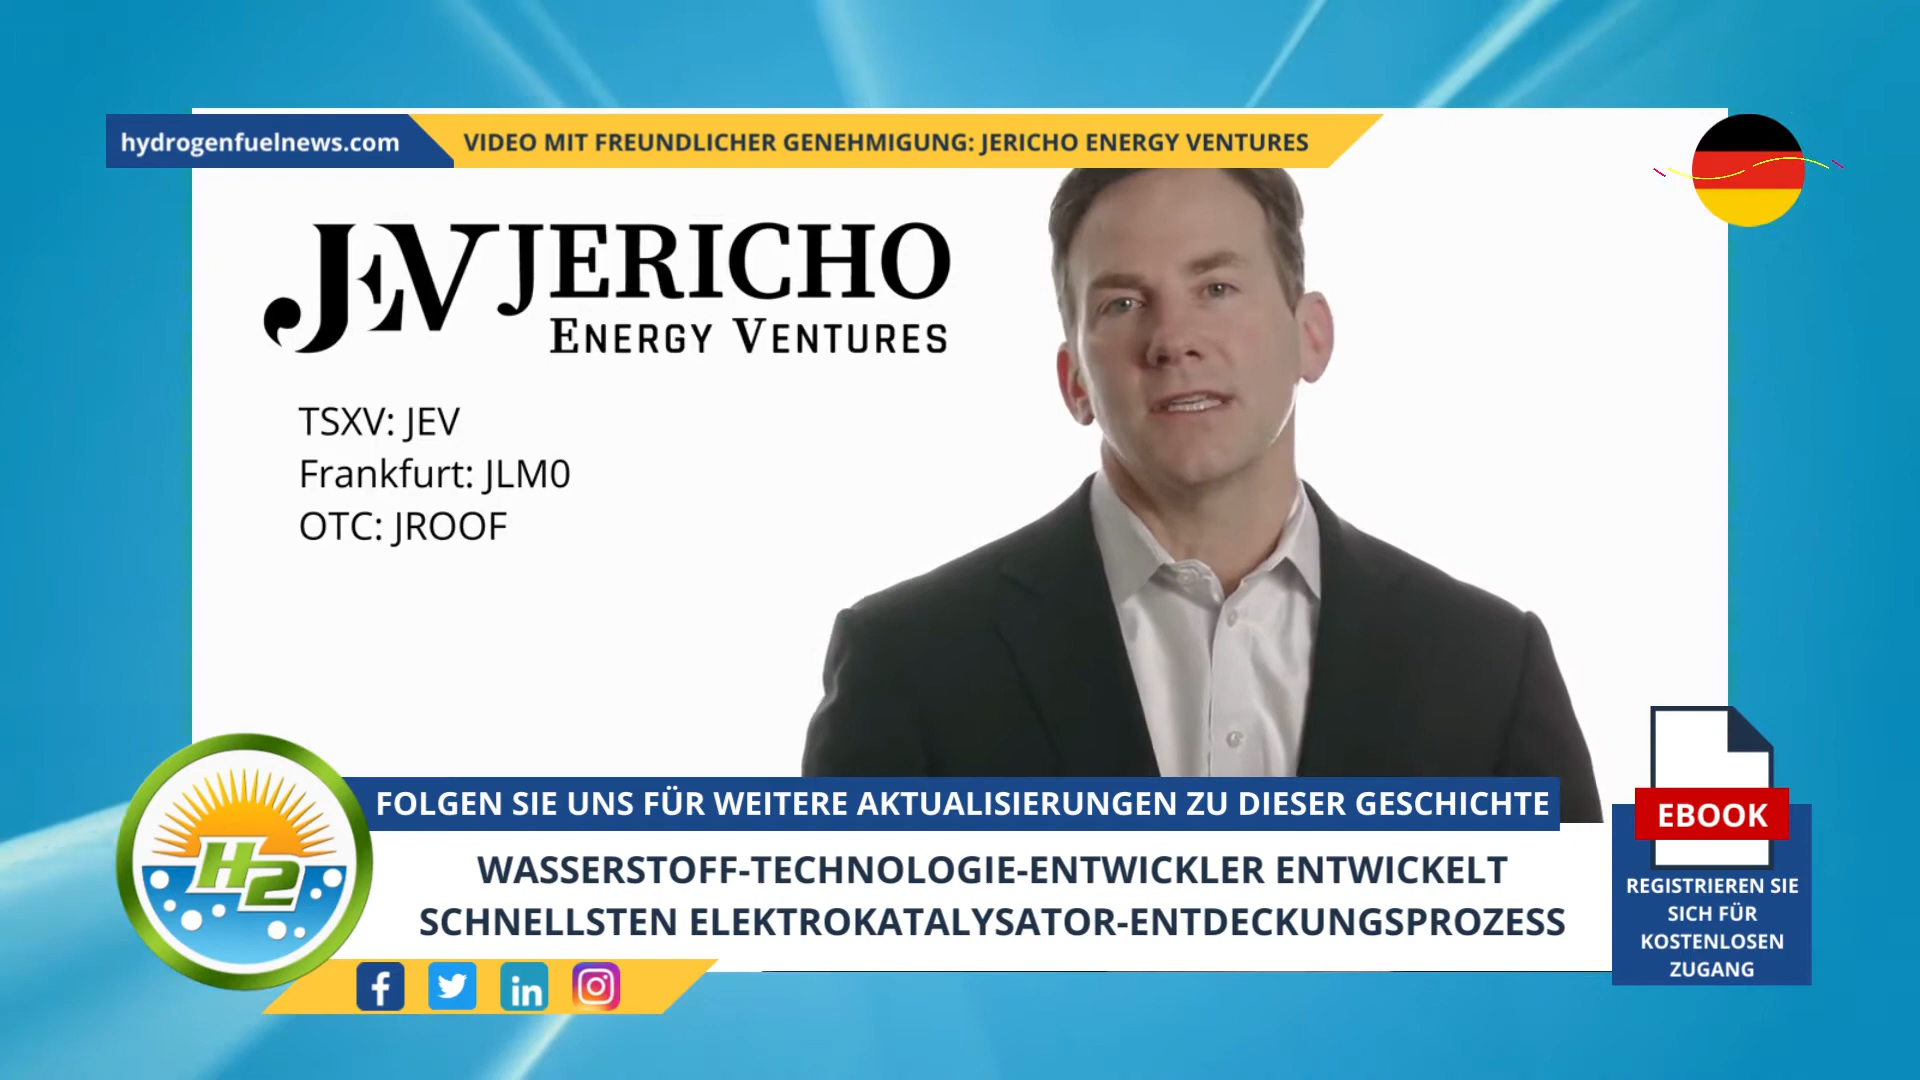 hydrogenfuelnews.com
VIDEO MIT FREUNDLICHER GENEHMIGUNG: JERICHO ENERGY VENTURES
JEV JERICHO
ENERGY VENTURES
TSXV: JEV
Frankfurt: JLM0
OTC: JROOF
FOLGEN SIE UNS FÜR WEITERE AKTUALISIERUNGEN ZU DIESER GESCHICHTE
WASSERSTOFF-TECHNOLOGIE-ENTWICKLER ENTWICKELT
SCHNELLSTEN ELEKTROKATALYSATOR-ENTDECKUNGSPROZESS
H2
EBOOK
REGISTRIEREN SIE
SICH FÜR
KOSTENLOSEN
ZUGANG
f
in